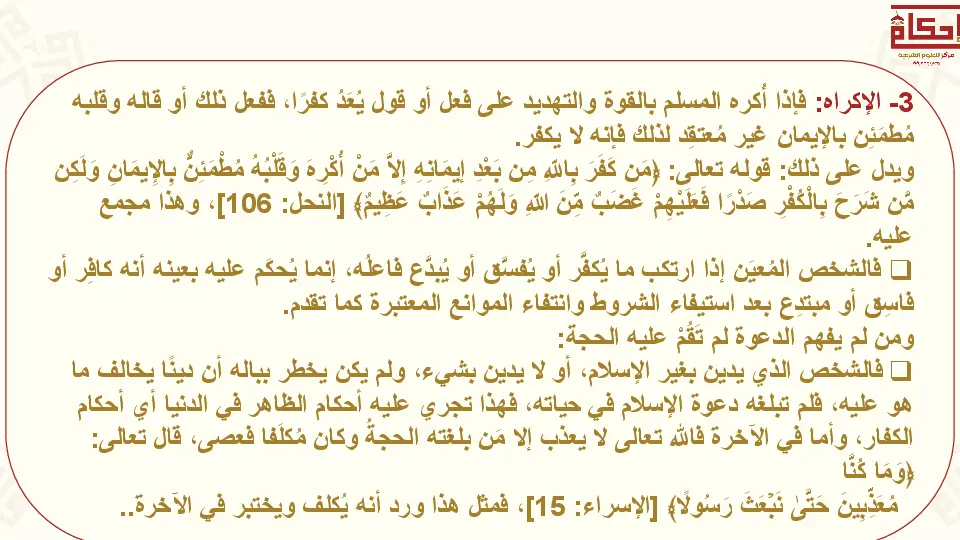 إحكام
مركز للعلوم الشرعية
3- الإكراه: فإذا أُكره المسلم بالقوة والتهديد على فعل أو قول يُعَدُ كفرًا، ففعل ذلك أو قاله وقلبه
مُطمَئِن بالإيمان غير مُعتقِد لذلك فإنه لا يكفر.
ويدل على ذلك: قوله تعالى: ﴿مَن كَفَرَ بِاللهِ مِن بَعْدِ إيمَانِهِ إِلاَّ مَنْ أُكْرِهَ وَقَلْبُهُ مُطْمَئِنٌّ بِالإِيمَانِ وَلَكِن
مَّن شَرَحَ بِالْكُفْرِ صَدْرًا فَعَلَيْهِمْ غَضَبٌ مِّنَ اللهِ وَلَهُمْ عَذَابٌ عَظِيمٌ﴾ [النحل: 106]، وهذا مجمع
عليه.
❑ فالشخص المُعيَن إذا ارتكب ما يُكفَّر أو يُفسَّق أو يُبدَّع فاعلُه، إنما يُحكَم عليه بعينه أنه كافِر أو
فاسِق أو مبتدِع بعد استيفاء الشروط وانتفاء الموانع المعتبرة كما تقدم.
ومن لم يفهم الدعوة لم تَقُمْ عليه الحجة:
❑ فالشخص الذي يدين بغير الإسلام، أو لا يدين بشيء، ولم يكن يخطر بباله أن دينًا يخالف ما
هو عليه، فلم تبلغه دعوة الإسلام في حياته، فهذا تجري عليه أحكام الظاهر في الدنيا أي أحكام
الكفار، وأما في الآخرة فالله تعالى لا يعذب إلا مَن بلغته الحجةُ وكان مُكلَفا فعصى، قال تعالى:
﴿وَمَا كُنَّا
مُعَذِّبِينَ حَتَّىٰ نَبْعَثَ رَسُولًا﴾ [الإسراء: 15]، فمثل هذا ورد أنه يُكلف ويختبر في الآخرة..